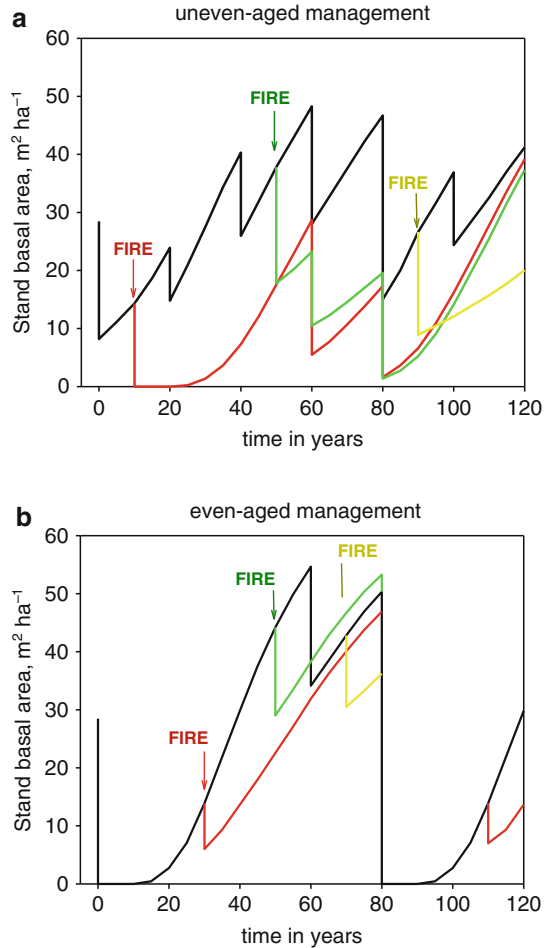 a
uneven-aged management
60
50
40
30
20
10
0
Stand basal area, m² ha⁻¹
FIRE
FIRE
FIRE
0 20 40 60 80 100 120
time in years
b
even-aged management
60
50
40
30
20
10
0
Stand basal area, m² ha⁻¹
FIRE
FIRE
FIRE
0 20 40 60 80 100 120
time in years